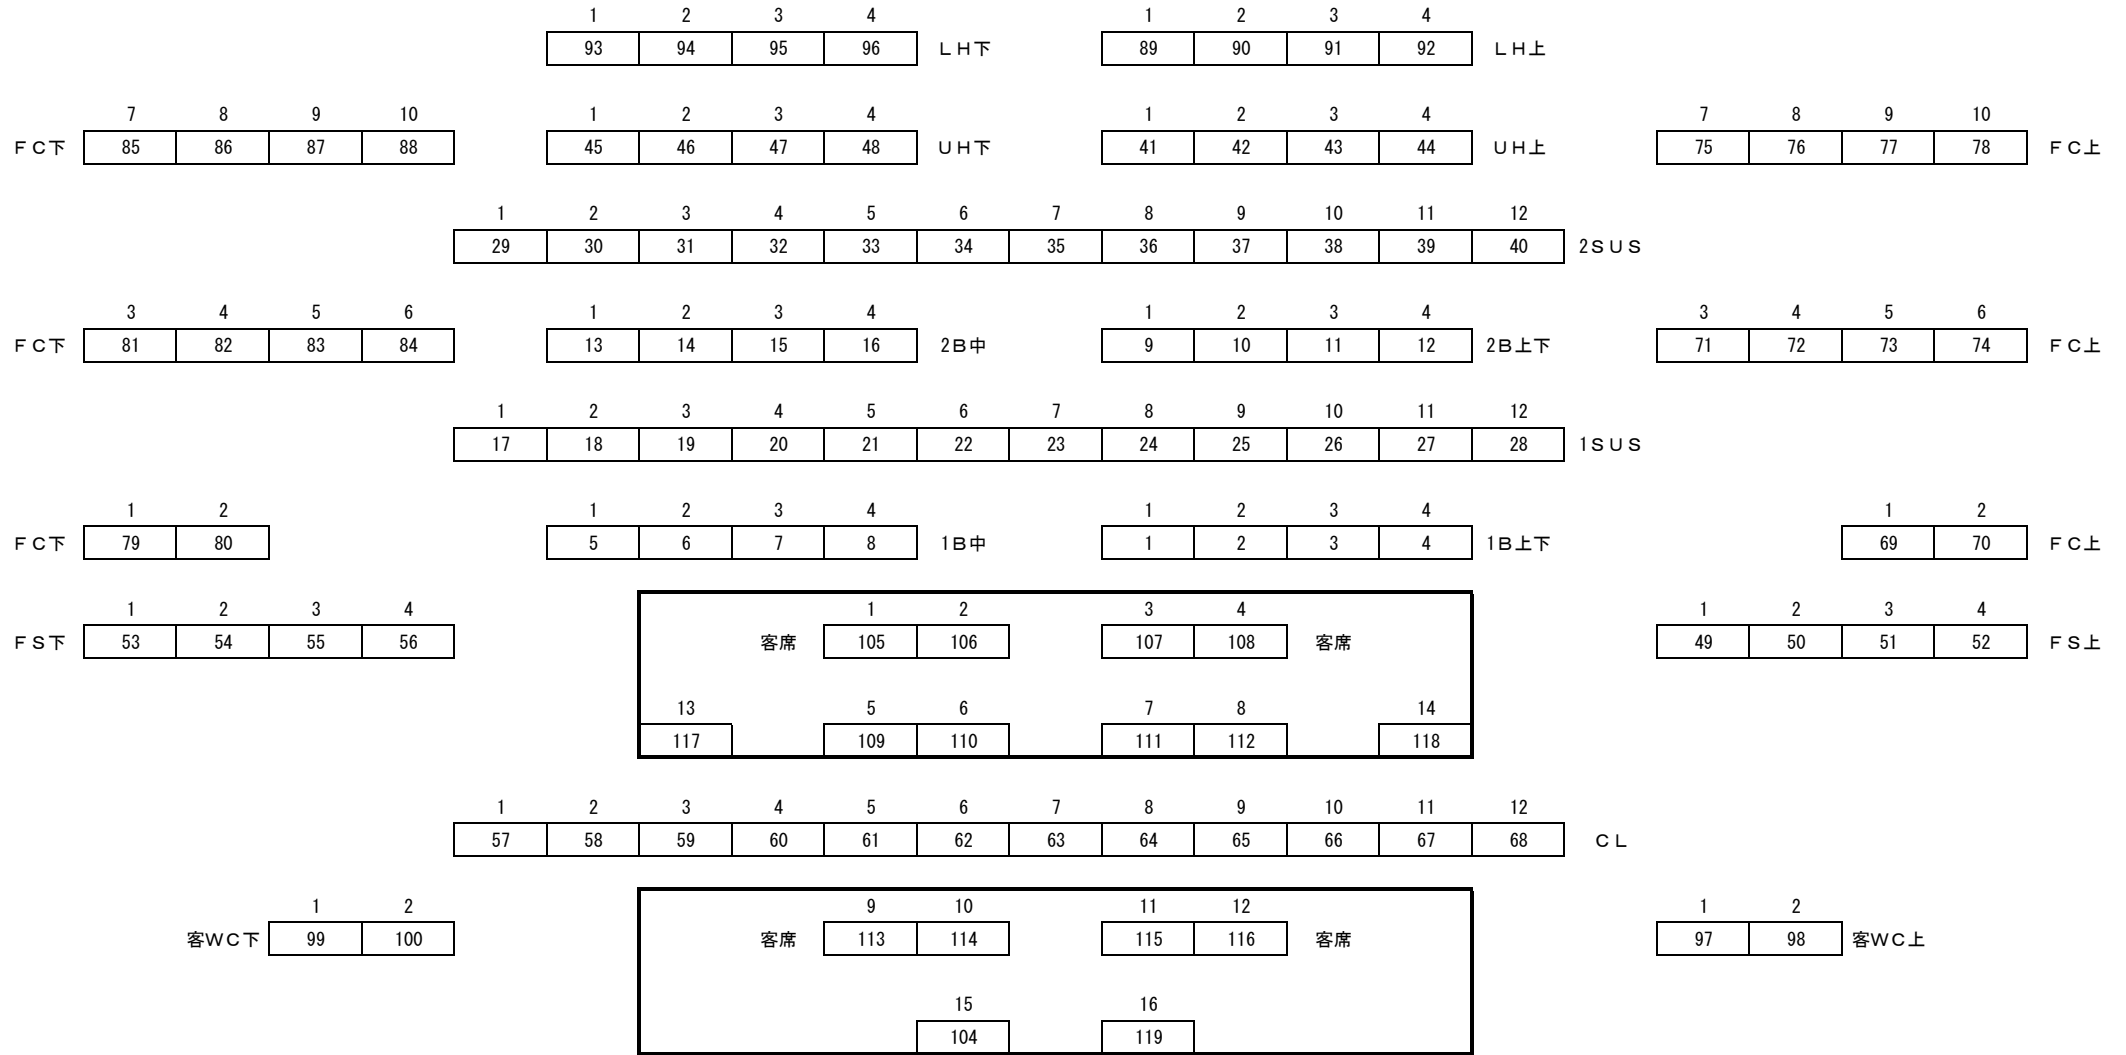 1 2 3 4 1 2 3 4
93 94 95 96 ＬＨ下 89 90 91 92 ＬＨ上
7 8 9 10 1 2 3 4 1 2 3 4 7 8 9 10
ＦＣ下 85 86 87 88 45 46 47 48 ＵＨ下 41 42 43 44 ＵＨ上 75 76 77 78 ＦＣ上
1 2 3 4 5 6 7 8 9 10 11 12
29 30 31 32 33 34 35 36 37 38 39 40 2ＳＵＳ
3 4 5 6 1 2 3 4 1 2 3 4 3 4 5 6
ＦＣ下 81 82 83 84 13 14 15 16 2Ｂ中 9 10 11 12 2Ｂ上下 71 72 73 74 ＦＣ上
1 2 3 4 5 6 7 8 9 10 11 12
17 18 19 20 21 22 23 24 25 26 27 28 1ＳＵＳ
1 2 1 2 3 4 1 2 3 4 1 2
ＦＣ下 79 80 5 6 7 8 1Ｂ中 1 2 3 4 1Ｂ上下 69 70 ＦＣ上
1 2 3 4 1 2 3 4 1 2 3 4
ＦＳ下 53 54 55 56 客席 105 106 107 108 客席 49 50 51 52 ＦＳ上
13 5 6 7 8 14
117 109 110 111 112 118
1 2 3 4 5 6 7 8 9 10 11 12
57 58 59 60 61 62 63 64 65 66 67 68 ＣＬ
1 2 9 10 11 12 1 2
客ＷＣ下 99 100 客席 113 114 115 116 客席 97 98 客ＷＣ上
15 16
104 119